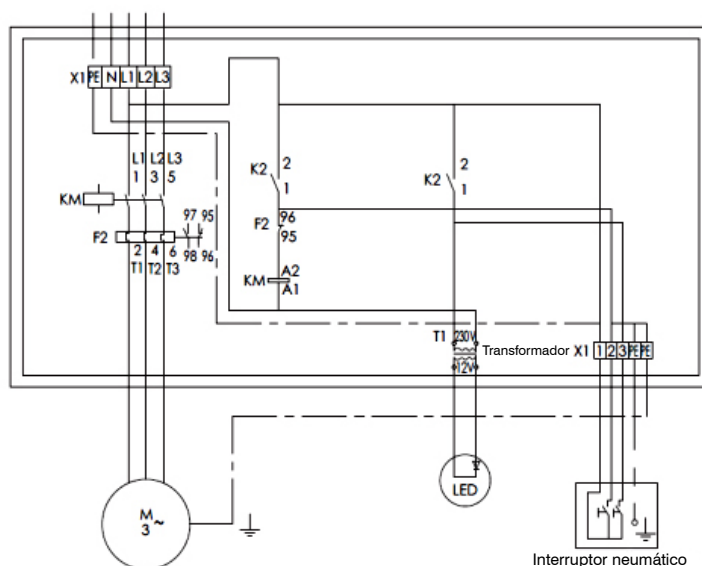 X1 PE N L1 L2 L3
L1 L2 L3
1 3 5
KM
F2
97 95
98 96
2 4 6
T1 T2 T3
K2
2
1
K2
2
1
F2
96
95
KM
A2
A1
T1
230V
12V
Transformador
X1 1 2 3 PE PE
M
3~
LED
Interruptor neumático